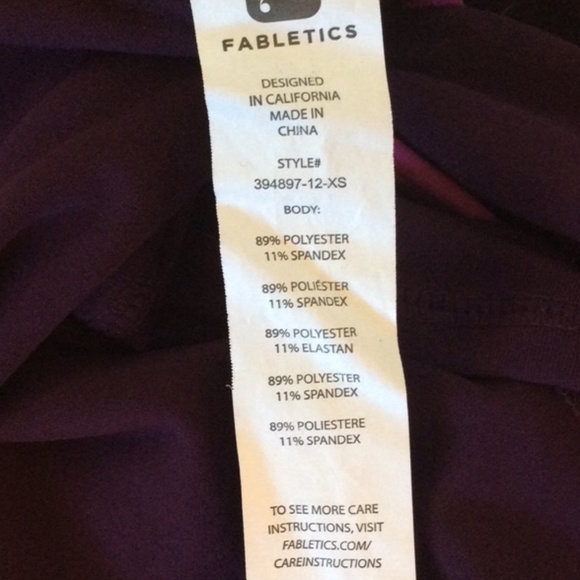 FABLETICS
DESIGNED
IN CALIFORNIA
MADE IN
CHINA
STYLE#
394897-12-XS
BODY:
89% POLYESTER
11% SPANDEX
89% POLIÉSTER
11% SPANDEX
89% POLYESTER
11% ELASTAN
89% POLYESTER
11% SPANDEX
89% POLIESTERE
11% SPANDEX
TO SEE MORE CARE
INSTRUCTIONS, VISIT
FABLETICS.COM/
CAREINSTRUCTIONS